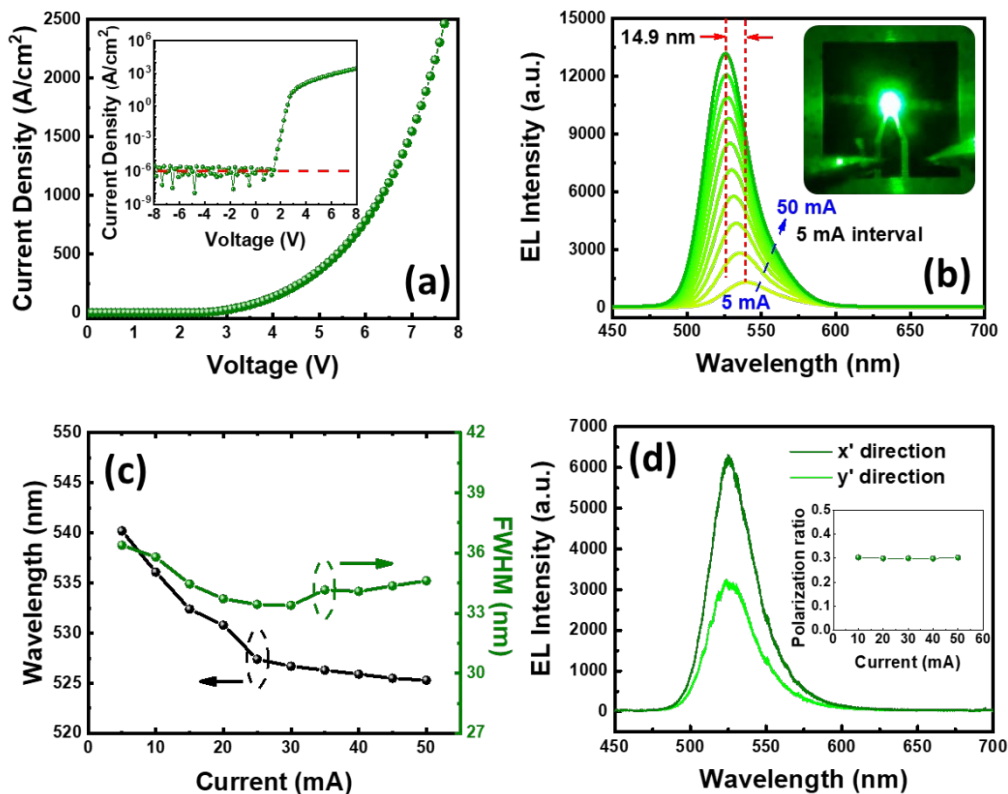 (a)
Current Density (A/cm²)
2500
2000
1500
1000
500
0
0 1 2 3 4 5 6 7 8
Voltage (V)
Current Density (A/cm²)
10⁶
10³
10⁰
10⁻³
10⁻⁶
10⁻⁹
-8 -6 -4 -2 0 2 4 6 8
Voltage (V)
(b)
EL Intensity (a.u.)
15000
12000
9000
6000
3000
0
450 500 550 600 650 700
Wavelength (nm)
14.9 nm
50 mA
5 mA interval
5 mA
(c)
Wavelength (nm)
550
545
540
535
530
525
520
0 10 20 30 40 50
Current (mA)
42
39
36
33
30
27
FWHM (nm)
(d)
EL Intensity (a.u.)
7000
6000
5000
4000
3000
2000
1000
0
450 500 550 600 650 700
Wavelength (nm)
x' direction
y' direction
Polarization ratio
0.5
0.4
0.3
0.2
0.1
0.0
0 10 20 30 40 50 60
Current (mA)